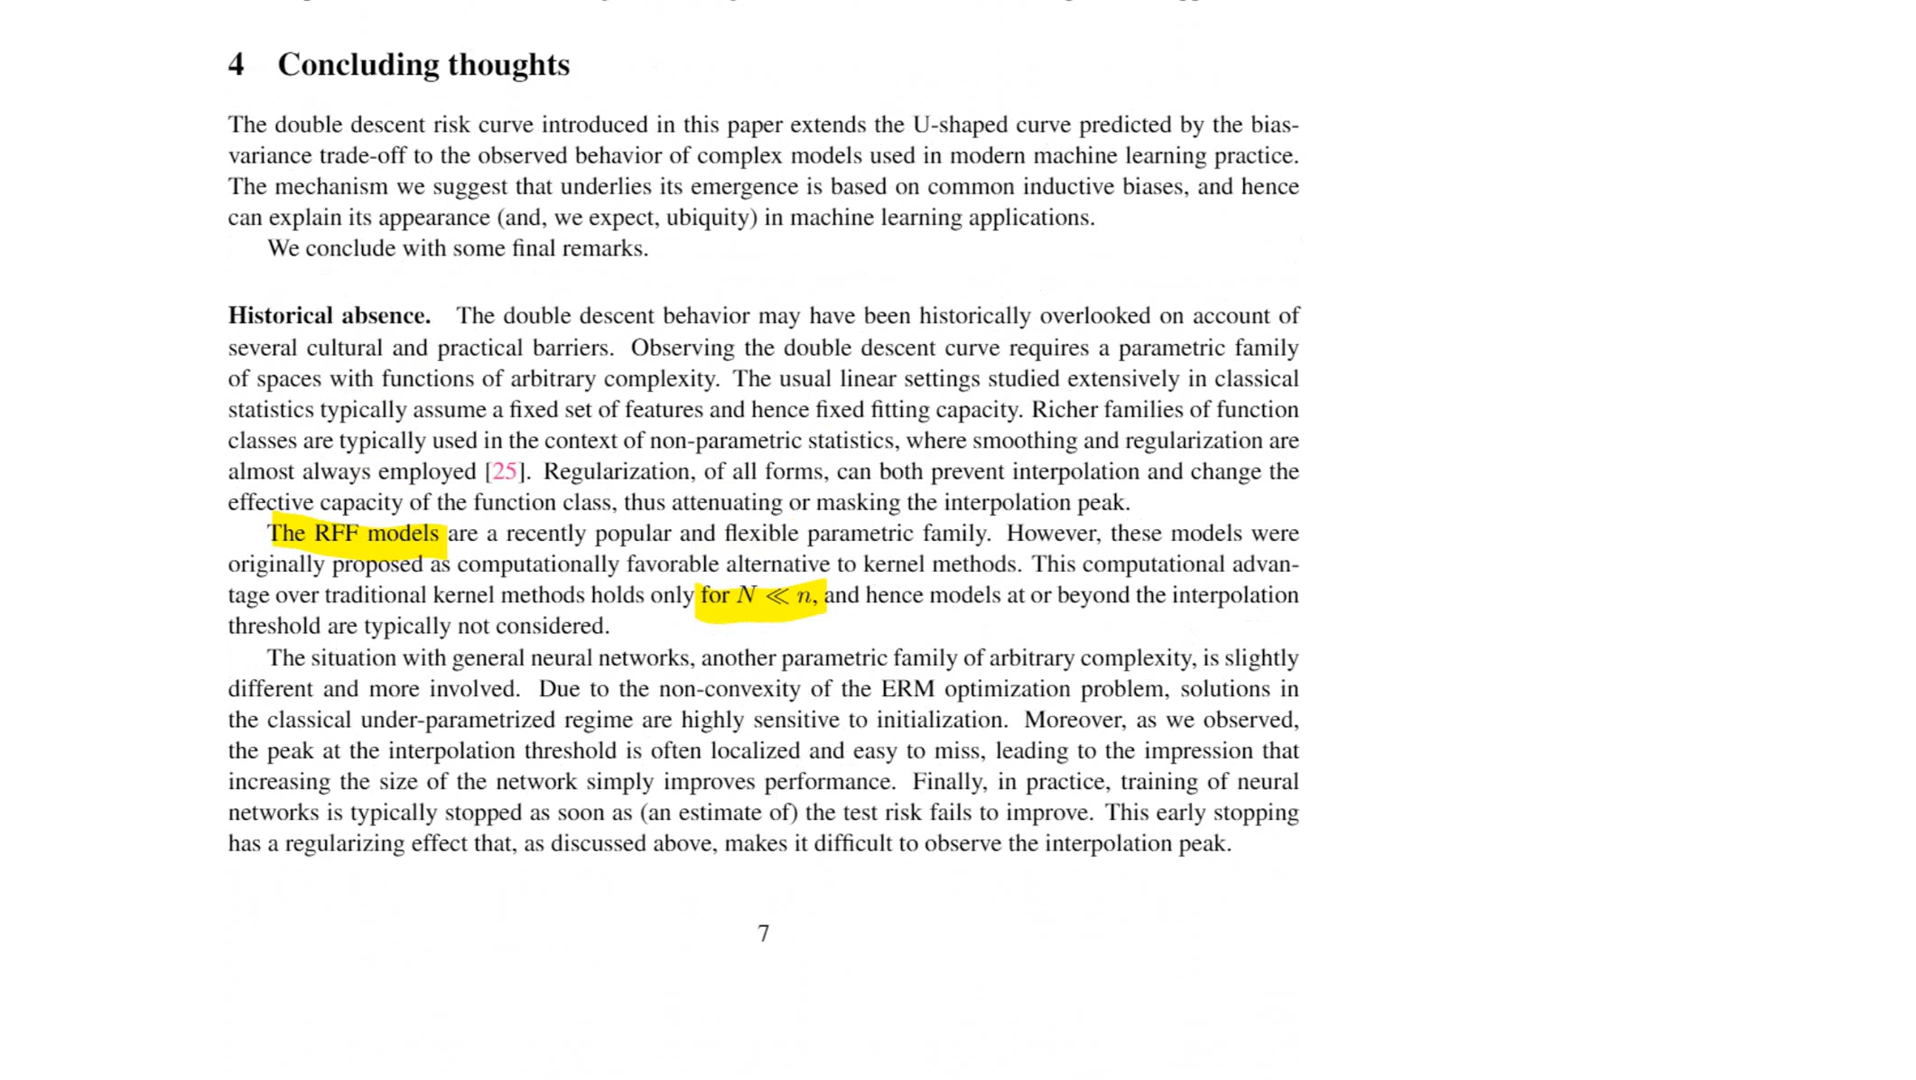 4 Concluding thoughts
The double descent risk curve introduced in this paper extends the U-shaped curve predicted by the bias-
variance trade-off to the observed behavior of complex models used in modern machine learning practice.
The mechanism we suggest that underlies its emergence is based on common inductive biases, and hence
can explain its appearance (and, we expect, ubiquity) in machine learning applications.
We conclude with some final remarks.
Historical absence. The double descent behavior may have been historically overlooked on account of
several cultural and practical barriers. Observing the double descent curve requires a parametric family
of spaces with functions of arbitrary complexity. The usual linear settings studied extensively in classical
statistics typically assume a fixed set of features and hence fixed fitting capacity. Richer families of function
classes are typically used in the context of non-parametric statistics, where smoothing and regularization are
almost always employed [25]. Regularization, of all forms, can both prevent interpolation and change the
effective capacity of the function class, thus attenuating or masking the interpolation peak.
The RFF models are a recently popular and flexible parametric family. However, these models were
originally proposed as computationally favorable alternative to kernel methods. This computational advan-
tage over traditional kernel methods holds only for N ≪ n, and hence models at or beyond the interpolation
threshold are typically not considered.
The situation with general neural networks, another parametric family of arbitrary complexity, is slightly
different and more involved. Due to the non-convexity of the ERM optimization problem, solutions in
the classical under-parametrized regime are highly sensitive to initialization. Moreover, as we observed,
the peak at the interpolation threshold is often localized and easy to miss, leading to the impression that
increasing the size of the network simply improves performance. Finally, in practice, training of neural
networks is typically stopped as soon as (an estimate of) the test risk fails to improve. This early stopping
has a regularizing effect that, as discussed above, makes it difficult to observe the interpolation peak.
7